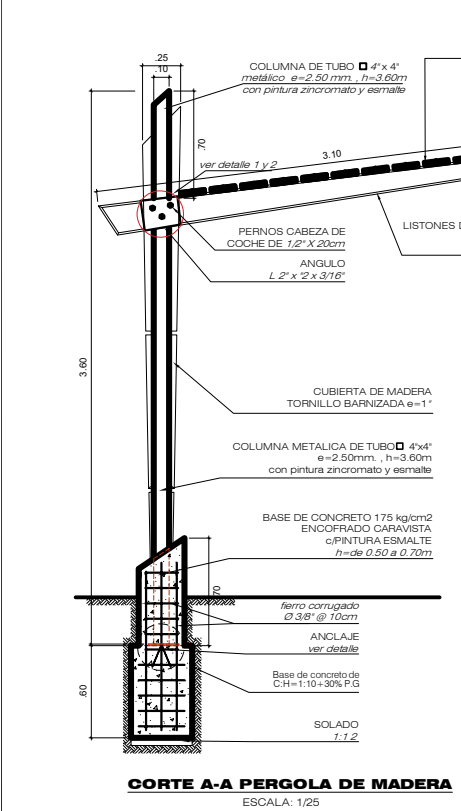 .25
.10
COLUMNA DE TUBO 4" x 4"
metálico e=2.50 mm. , h=3.60m
con pintura zincromato y esmalte
.70
3.10
ver detalle 1 y 2
LISTONES D
PERNOS CABEZA DE
COCHE DE 1/2" X 20cm
ANGULO
L 2" x "2 x 3/16"
3.60
CUBIERTA DE MADERA
TORNILLO BARNIZADA e=1"
COLUMNA METALICA DE TUBO 4"x4"
e=2.50mm. , h=3.60m
con pintura zincromato y esmalte
BASE DE CONCRETO 175 kg/cm2
ENCOFRADO CARAVISTA
c/PINTURA ESMALTE
h=de 0.50 a 0.70m
.70
fierro corrugado
Ø 3/8" @ 10cm
ANCLAJE
ver detalle
.60
Base de concreto de
C:H=1:10+30% P.G
SOLADO
1:12
CORTE A-A PERGOLA DE MADERA
ESCALA: 1/25